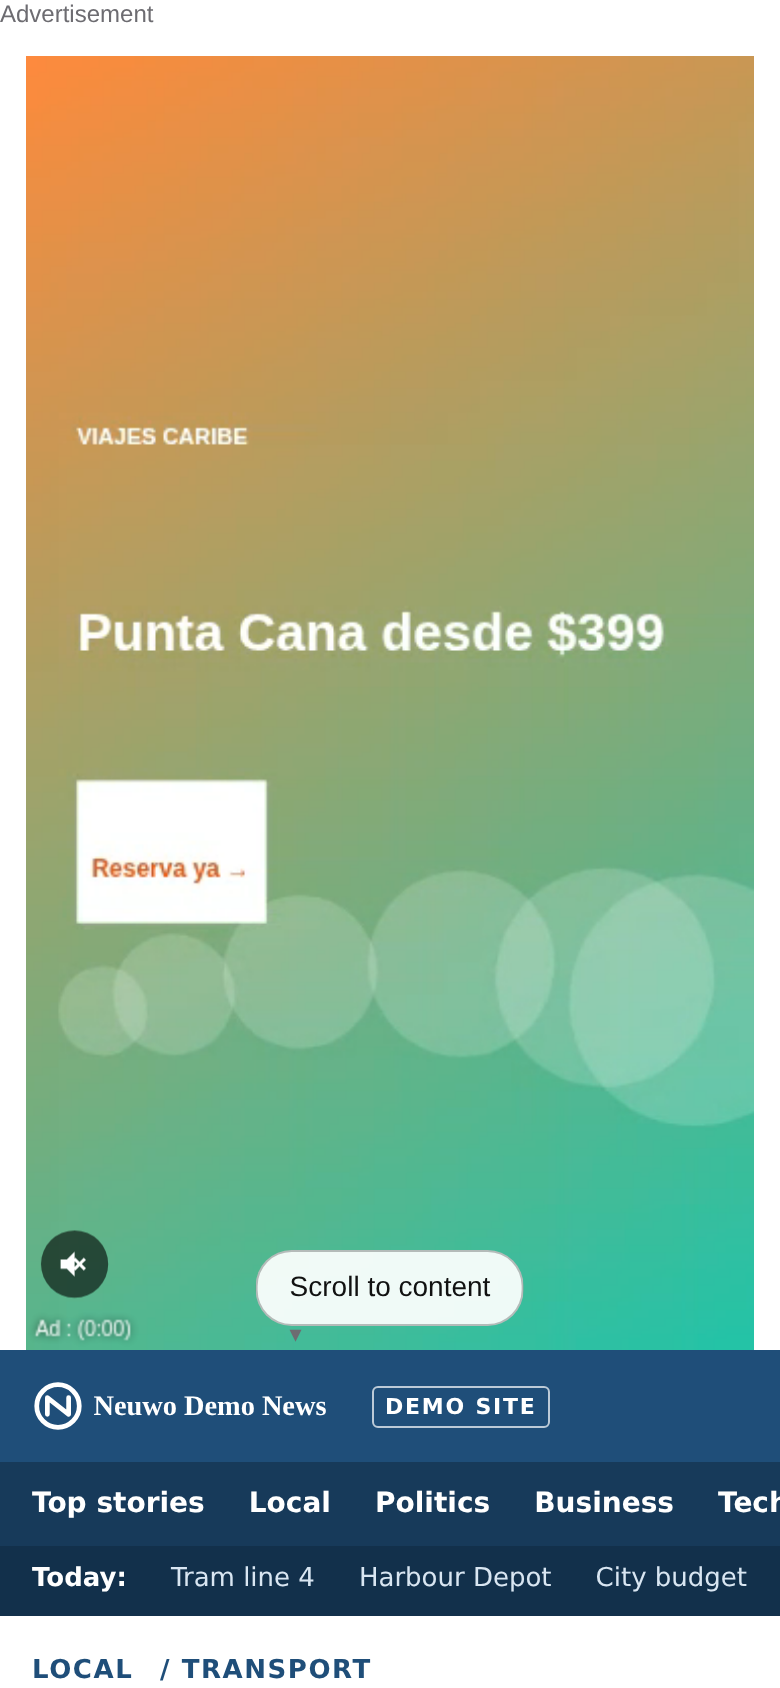 Advertisement
VIAJES CARIBE
Punta Cana desde $399
Reserva ya →
Scroll to content
Ad : (0:00)
Neuwo Demo News DEMO SITE
Top stories Local Politics Business Tech
Today: Tram line 4 Harbour Depot City budget
LOCAL / TRANSPORT